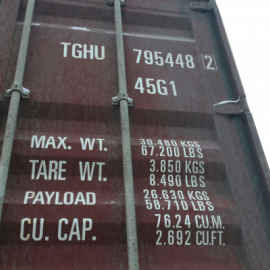 TGHU 795448 2
45G1
MAX. WT. 30.480 KGS
67.200 LBS
TARE WT. 3.850 KGS
8.490 LBS
PAYLOAD 26.630 KGS
58.710 LBS
CU. CAP. 76.24 CU.M.
2.692 CU.FT.